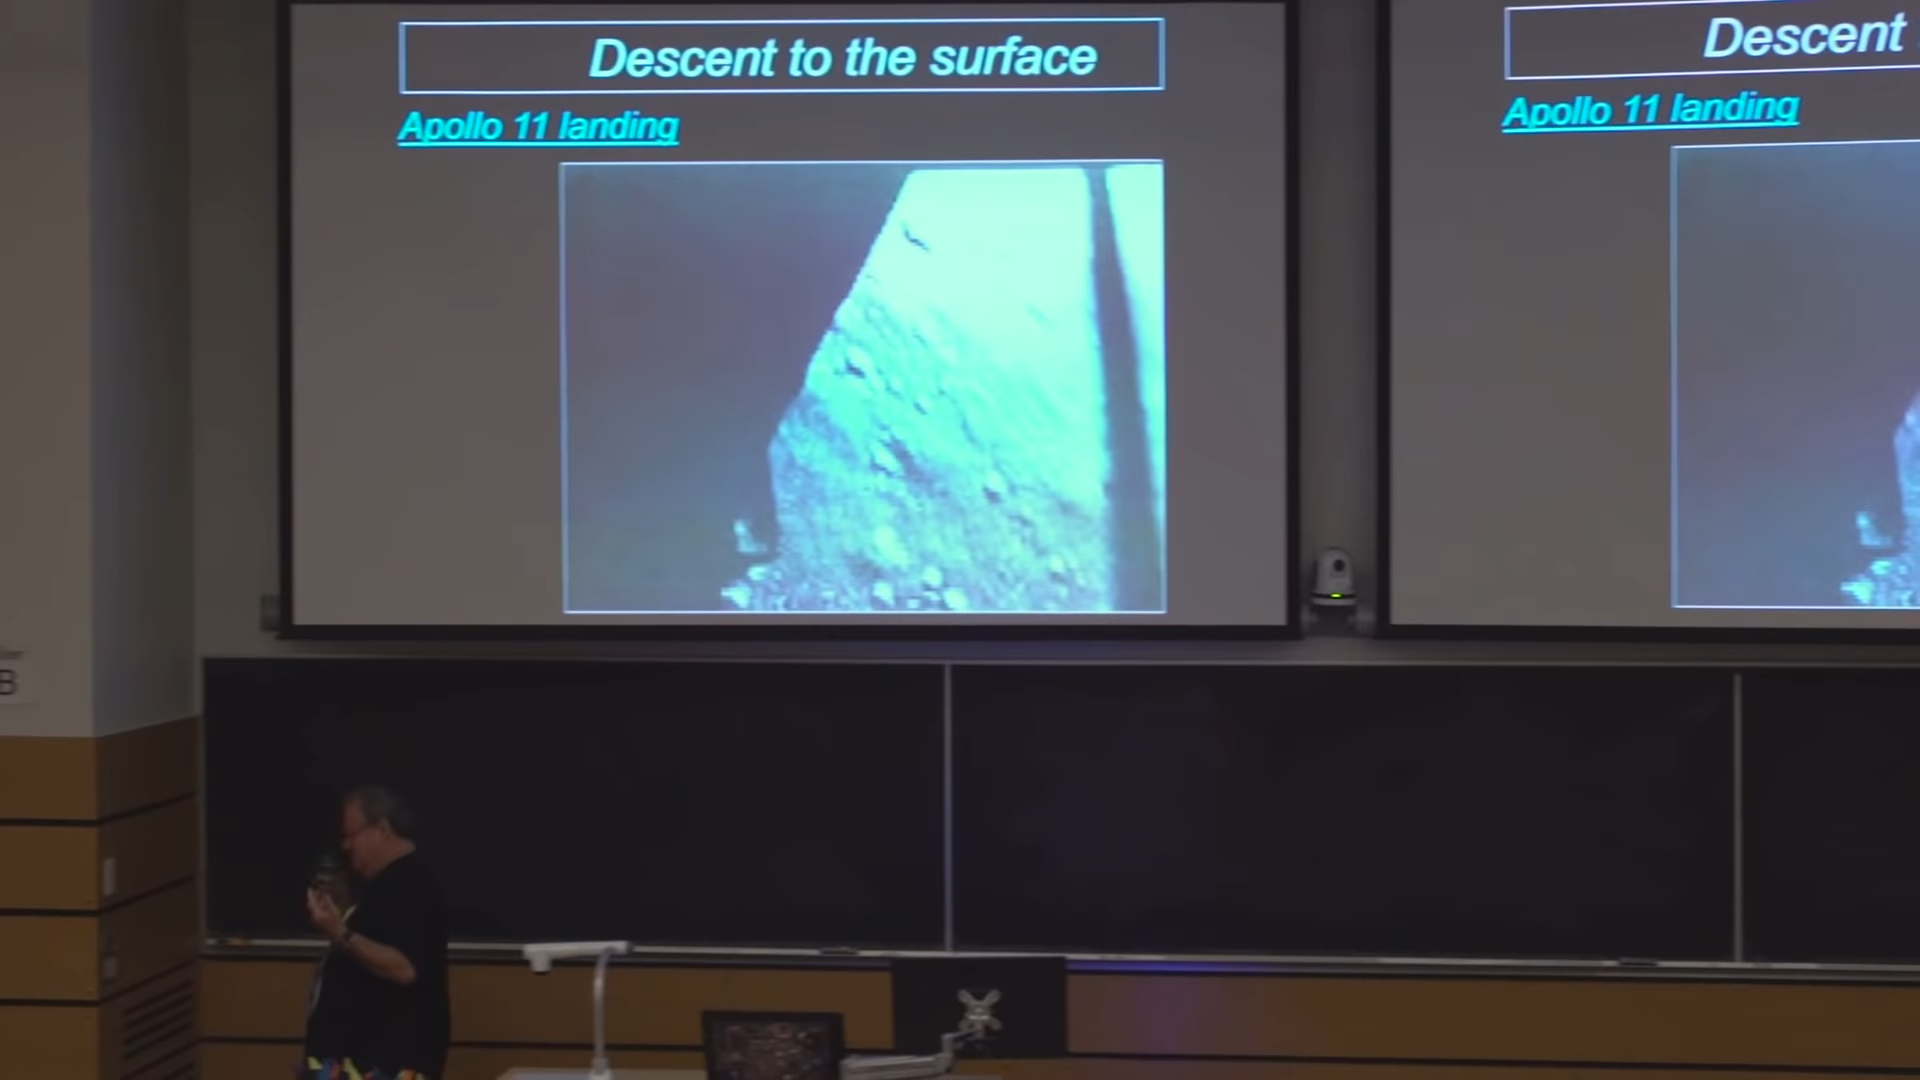 Descent to the surface
Apollo 11 landing
Descent
Apollo 11 landing
B